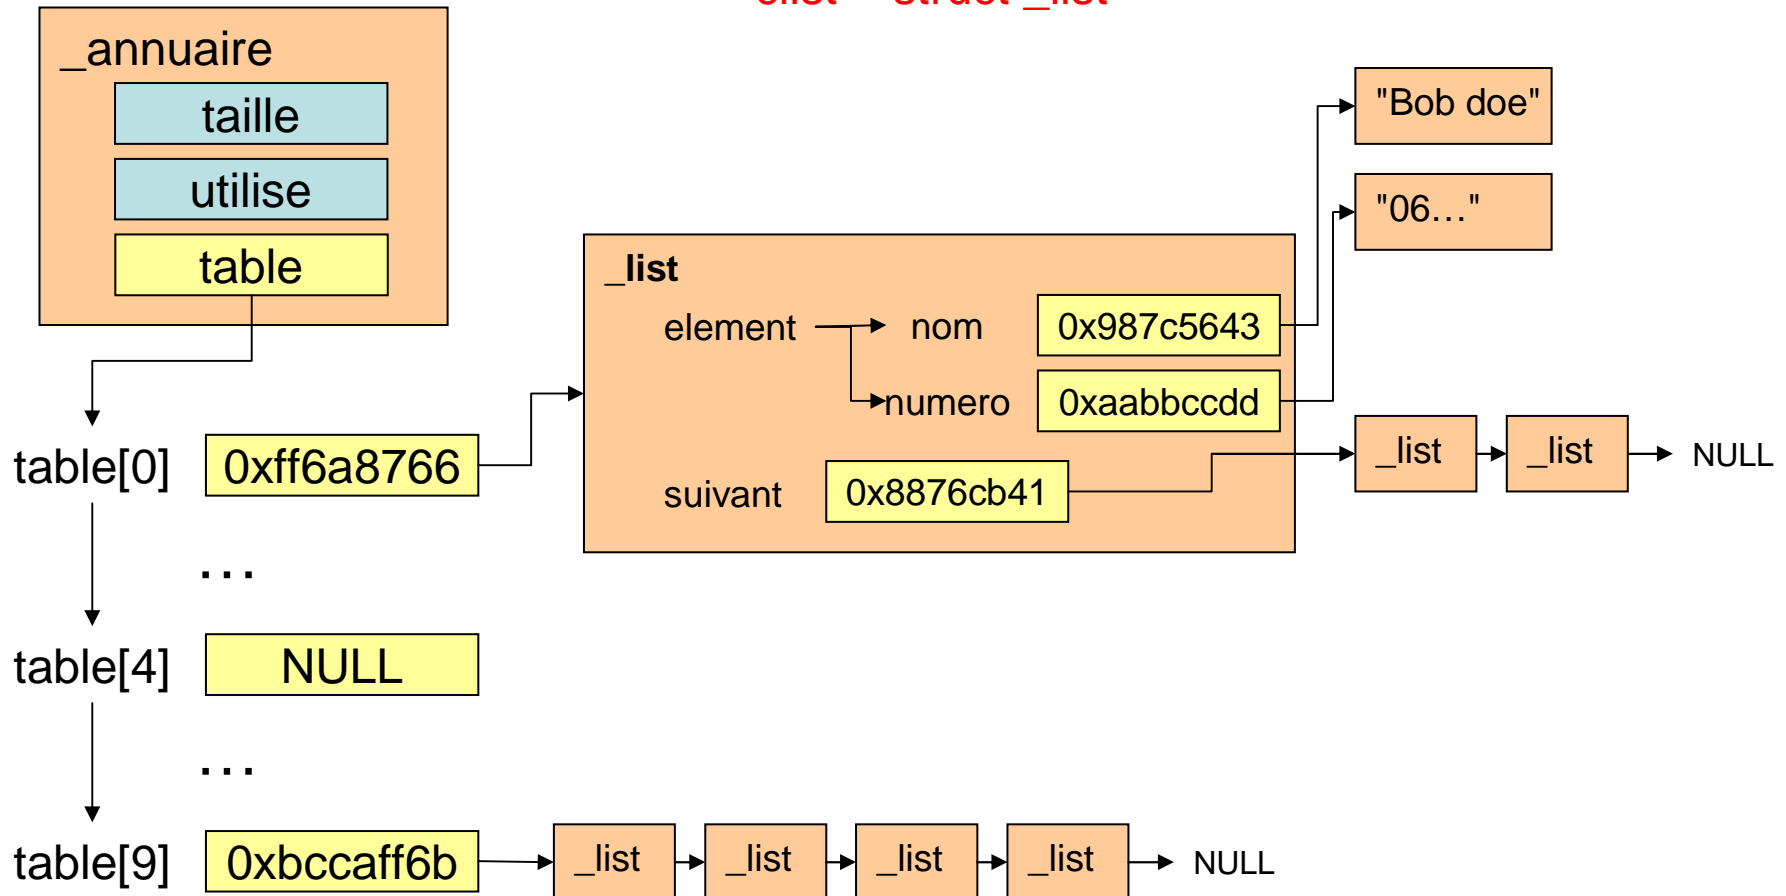 _annuaire
taille
utilise
table
"Bob doe"
"06…"
_list
element nom 0x987c5643
numero 0xaabbccdd
suivant 0x8876cb41
_list _list NULL
table[0] 0xff6a8766
…
table[4] NULL
…
table[9] 0xbccaff6b _list _list _list _list NULL